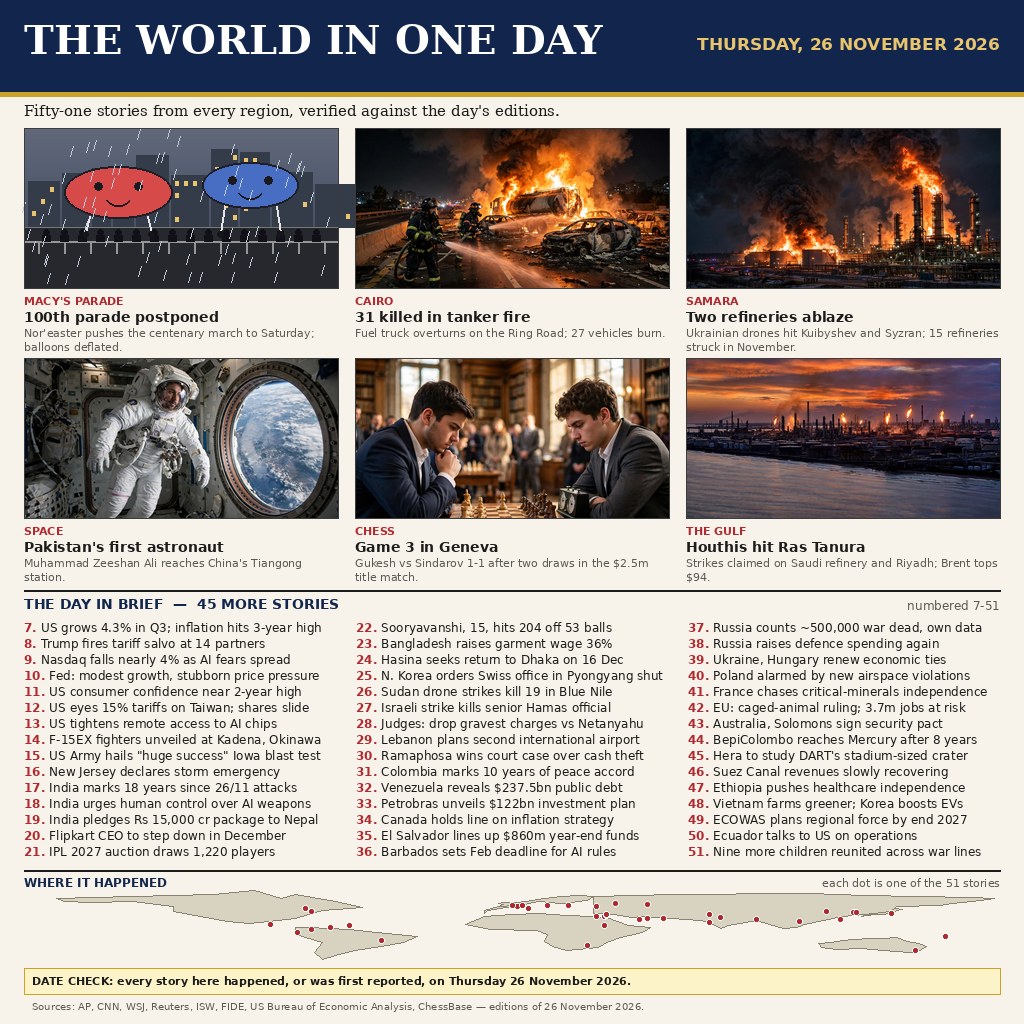 THE WORLD IN ONE DAY
THURSDAY, 26 NOVEMBER 2026
Fifty-one stories from every region, verified against the day's editions.
MACY'S PARADE
100th parade postponed
Nor'easter pushes the centenary march to Saturday;
balloons deflated.
CAIRO
31 killed in tanker fire
Fuel truck overturns on the Ring Road; 27 vehicles burn.
SAMARA
Two refineries ablaze
Ukrainian drones hit Kuibyshev and Syzran; 15 refineries
struck in November.
SPACE
Pakistan's first astronaut
Muhammad Zeeshan Ali reaches China's Tiangong
station.
CHESS
Game 3 in Geneva
Gukesh vs Sindarov 1-1 after two draws in the $2.5m
title match.
THE GULF
Houthis hit Ras Tanura
Strikes claimed on Saudi refinery and Riyadh; Brent tops
$94.
THE DAY IN BRIEF — 45 MORE STORIES
numbered 7-51
7. US grows 4.3% in Q3; inflation hits 3-year high
8. Trump fires tariff salvo at 14 partners
9. Nasdaq falls nearly 4% as AI fears spread
10. Fed: modest growth, stubborn price pressure
11. US consumer confidence near 2-year high
12. US eyes 15% tariffs on Taiwan; shares slide
13. US tightens remote access to AI chips
14. F-15EX fighters unveiled at Kadena, Okinawa
15. US Army hails "huge success" Iowa blast test
16. New Jersey declares storm emergency
17. India marks 18 years since 26/11 attacks
18. India urges human control over AI weapons
19. India pledges Rs 15,000 cr package to Nepal
20. Flipkart CEO to step down in December
21. IPL 2027 auction draws 1,220 players
22. Sooryavanshi, 15, hits 204 off 53 balls
23. Bangladesh raises garment wage 36%
24. Hasina seeks return to Dhaka on 16 Dec
25. N. Korea orders Swiss office in Pyongyang shut
26. Sudan drone strikes kill 19 in Blue Nile
27. Israeli strike kills senior Hamas official
28. Judges: drop gravest charges vs Netanyahu
29. Lebanon plans second international airport
30. Ramaphosa wins court case over cash theft
31. Colombia marks 10 years of peace accord
32. Venezuela reveals $237.5bn public debt
33. Petrobras unveils $122bn investment plan
34. Canada holds line on inflation strategy
35. El Salvador lines up $860m year-end funds
36. Barbados sets Feb deadline for AI rules
37. Russia counts ~500,000 war dead, own data
38. Russia raises defence spending again
39. Ukraine, Hungary renew economic ties
40. Poland alarmed by new airspace violations
41. France chases critical-minerals independence
42. EU: caged-animal ruling; 3.7m jobs at risk
43. Australia, Solomons sign security pact
44. BepiColombo reaches Mercury after 8 years
45. Hera to study DART's stadium-sized crater
46. Suez Canal revenues slowly recovering
47. Ethiopia pushes healthcare independence
48. Vietnam farms greener; Korea boosts EVs
49. ECOWAS plans regional force by end 2027
50. Ecuador talks to US on operations
51. Nine more children reunited across war lines
WHERE IT HAPPENED
each dot is one of the 51 stories
DATE CHECK: every story here happened, or was first reported, on Thursday 26 November 2026.
Sources: AP, CNN, WSJ, Reuters, ISW, FIDE, US Bureau of Economic Analysis, ChessBase — editions of 26 November 2026.